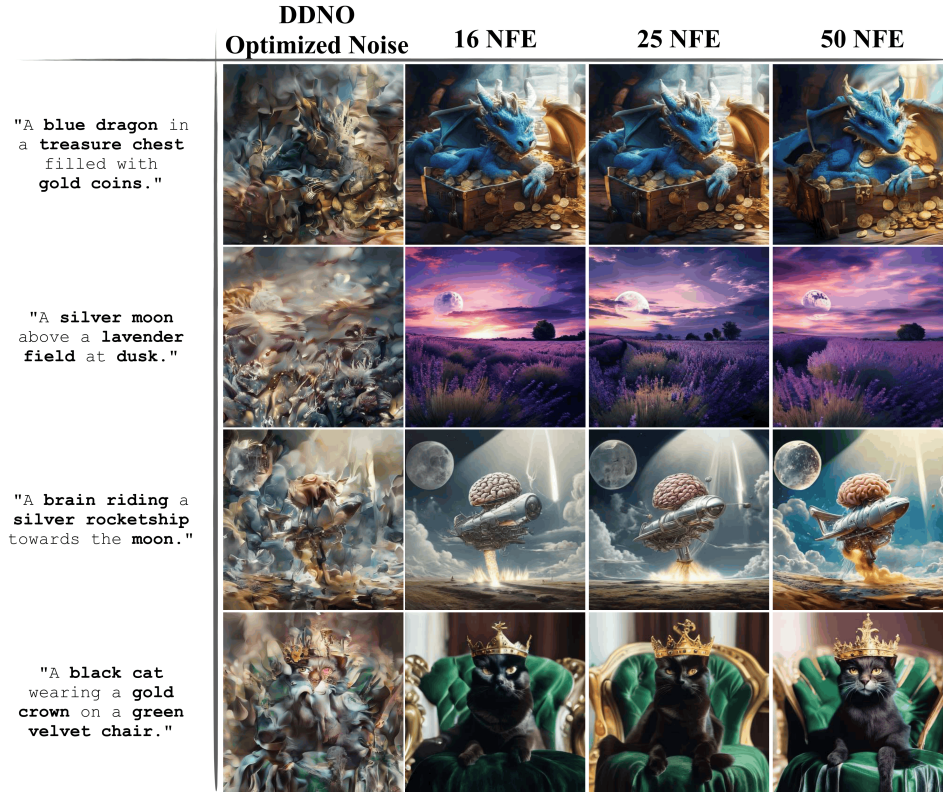 DDNO
Optimized Noise
16 NFE
25 NFE
50 NFE
"A blue dragon in
a treasure chest
filled with
gold coins."
"A silver moon
above a lavender
field at dusk."
"A brain riding a
silver rocketship
towards the moon."
"A black cat
wearing a gold
crown on a green
velvet chair."